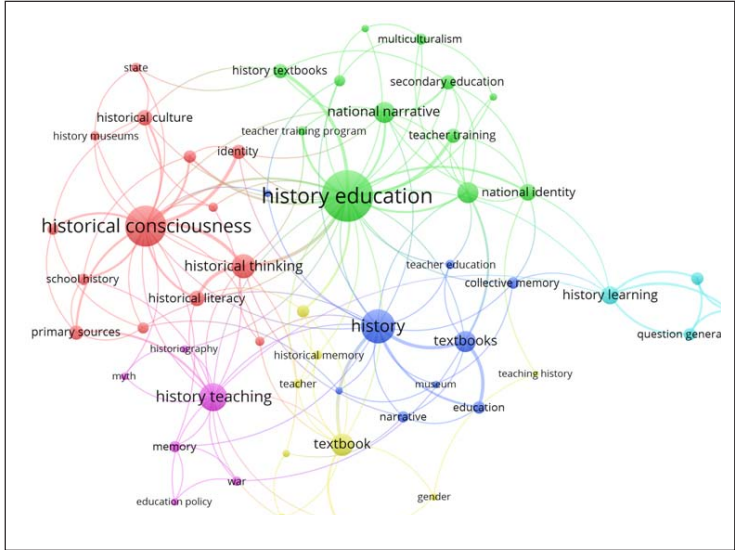 multiculturalism
state
history textbooks
secondary education
national narrative
historical culture
teacher training program
teacher training
history museums
identity
history education
national identity
historical consciousness
historical thinking
teacher education
school history
collective memory
history learning
historical literacy
history
primary sources
textbooks
question genera
historiography
historical memory
myth
teacher
museum
teaching history
history teaching
education
narrative
memory
textbook
war
education policy
gender